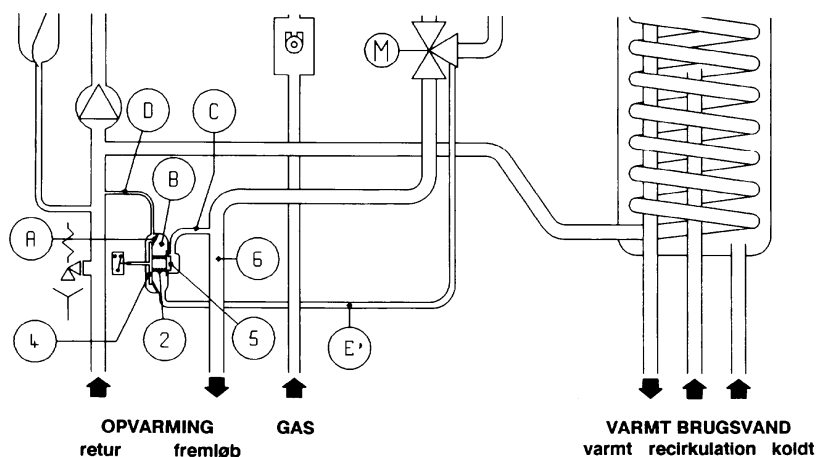 M
D
C
B
A
6
4
2
5
E'
OPVARMING
retur fremløb
GAS
VARMT BRUGSVAND
varmt recirkulation koldt